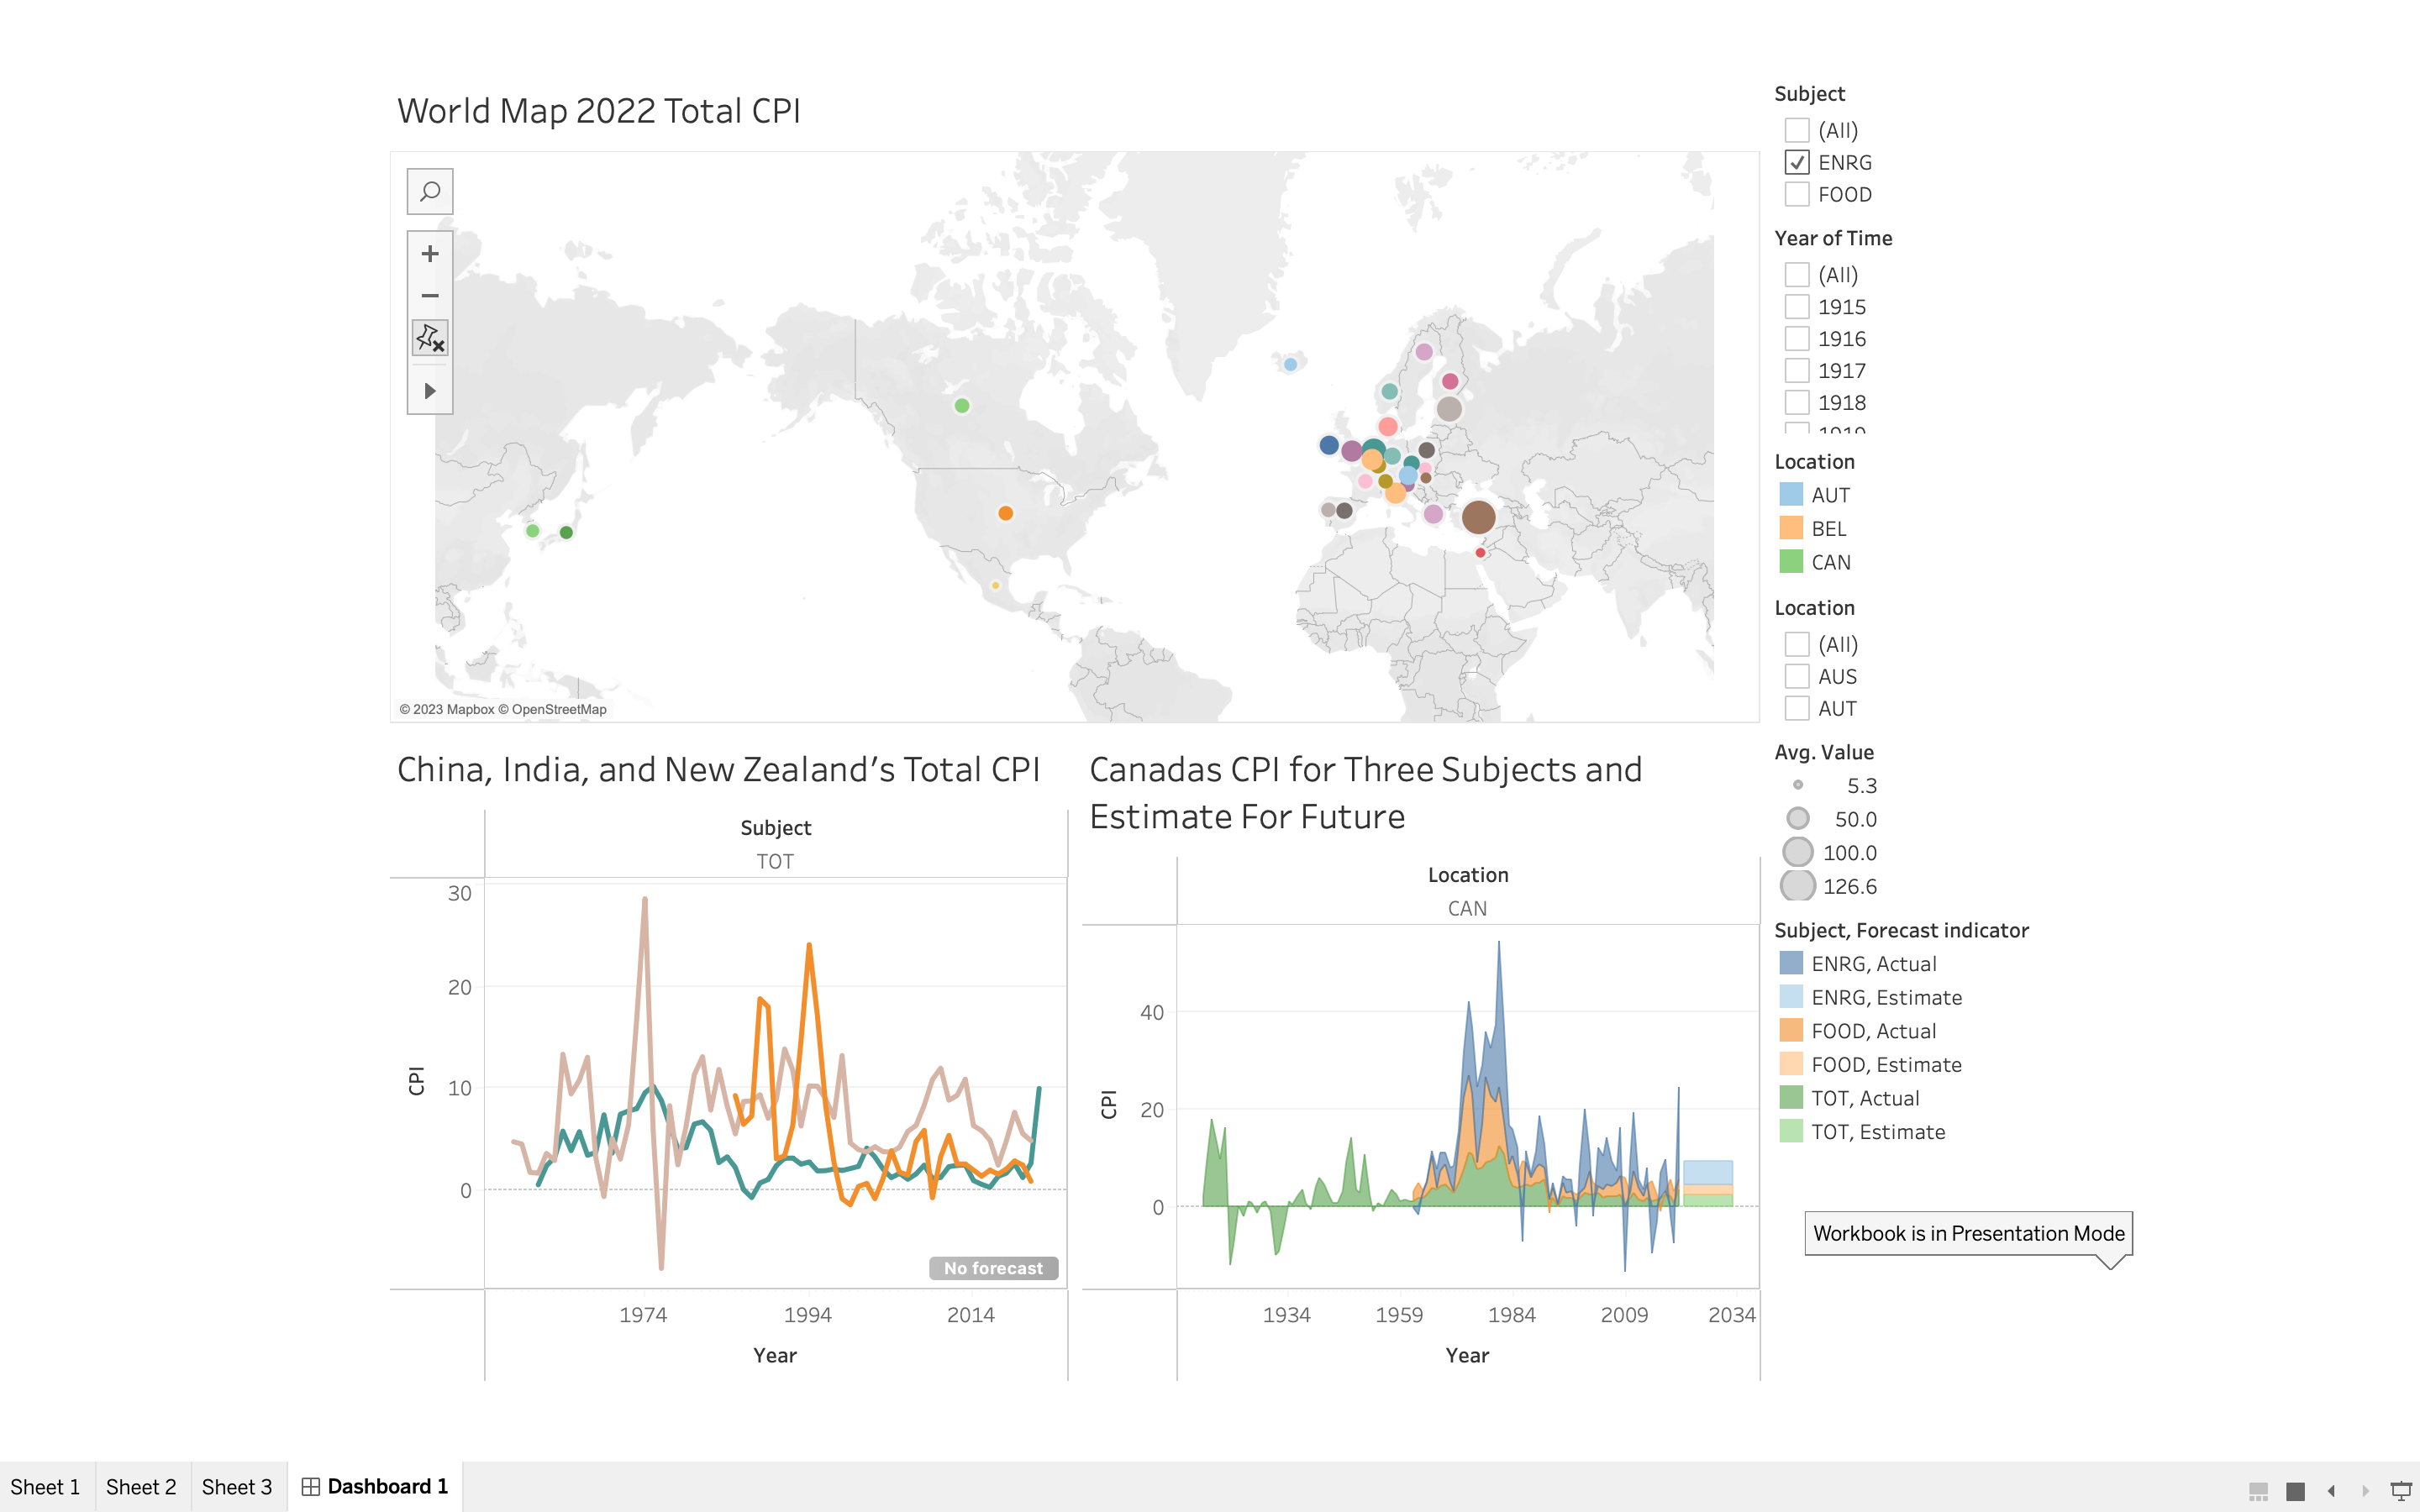 World Map 2022 Total CPI
© 2023 Mapbox © OpenStreetMap
Subject
(All)
ENRG
FOOD
Year of Time
(All)
1915
1916
1917
1918
1919
Location
AUT
BEL
CAN
Location
(All)
AUS
AUT
Avg. Value
5.3
50.0
100.0
126.6
Subject, Forecast indicator
ENRG, Actual
ENRG, Estimate
FOOD, Actual
FOOD, Estimate
TOT, Actual
TOT, Estimate
China, India, and New Zealand's Total CPI
Subject
TOT
30
20
10
0
CPI
No forecast
1974 1994 2014
Year
Canadas CPI for Three Subjects and
Estimate For Future
Location
CAN
40
20
0
CPI
1934 1959 1984 2009 2034
Year
Workbook is in Presentation Mode
Sheet 1 Sheet 2 Sheet 3 Dashboard 1